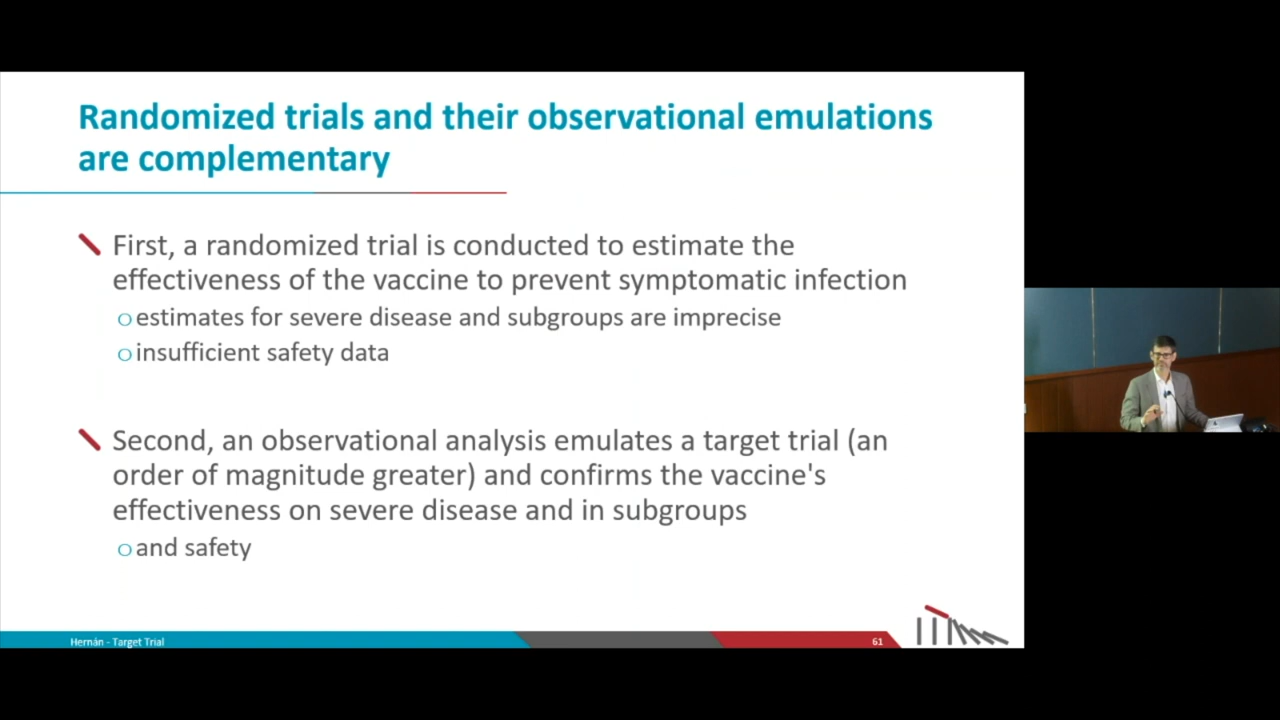 Randomized trials and their observational emulations
are complementary
First, a randomized trial is conducted to estimate the
effectiveness of the vaccine to prevent symptomatic infection
estimates for severe disease and subgroups are imprecise
insufficient safety data
Second, an observational analysis emulates a target trial (an
order of magnitude greater) and confirms the vaccine's
effectiveness on severe disease and in subgroups
and safety
Hernán - Target Trial
61